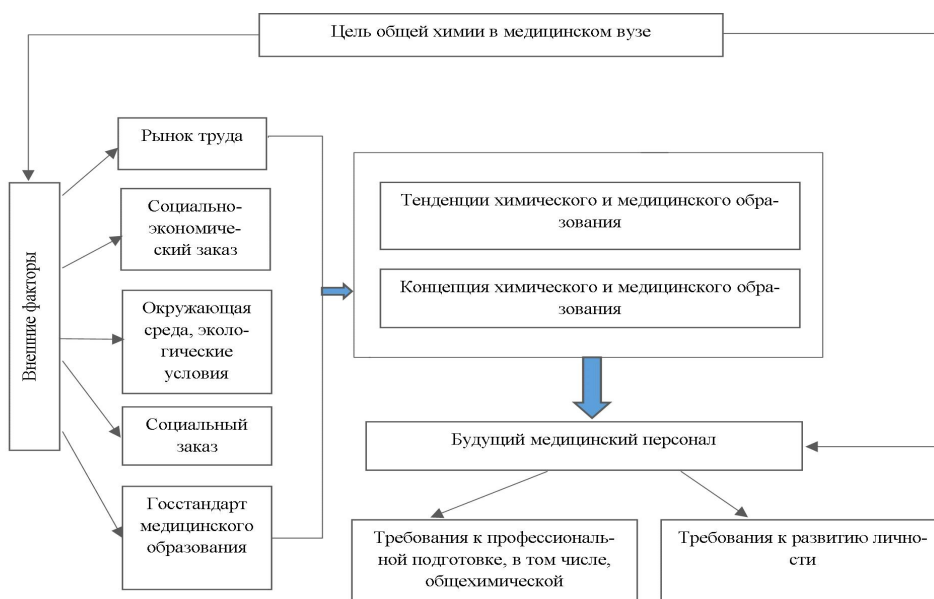 Цель общей химии в медицинском вузе
Внешние факторы
Рынок труда
Социально-
экономиче-
ский заказ
Окружающая
среда, эколо-
гические
условия
Социальный
заказ
Госстандарт
медицинского
образования
Тенденции химического и медицинского обра-
зования
Концепция химического и медицинского обра-
зования
Будущий медицинский персонал
Требования к профессиональ-
ной подготовке, в том числе,
общехимической
Требования к развитию лично-
сти